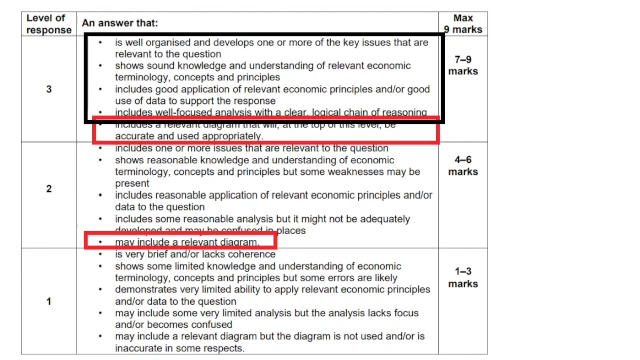 Level of
response
An answer that:
Max
9 marks
3
• is well organised and develops one or more of the key issues that are
relevant to the question
• shows sound knowledge and understanding of relevant economic
terminology, concepts and principles
• includes good application of relevant economic principles and/or good
use of data to support the response
• includes well-focused analysis with a clear, logical chain of reasoning
• includes a relevant diagram that will, at the top of this level, be
accurate and used appropriately.
7–9
marks
2
• includes one or more issues that are relevant to the question
• shows reasonable knowledge and understanding of economic
terminology, concepts and principles but some weaknesses may be
present
• includes reasonable application of relevant economic principles and/or
data to the question
• includes some reasonable analysis but it might not be adequately
developed and may be confused in places
• may include a relevant diagram.
4–6
marks
1
• is very brief and/or lacks coherence
• shows some limited knowledge and understanding of economic
terminology, concepts and principles but some errors are likely
• demonstrates very limited ability to apply relevant economic principles
and/or data to the question
• may include some very limited analysis but the analysis lacks focus
and/or becomes confused
• may include a relevant diagram but the diagram is not used and/or is
inaccurate in some respects.
1–3
marks